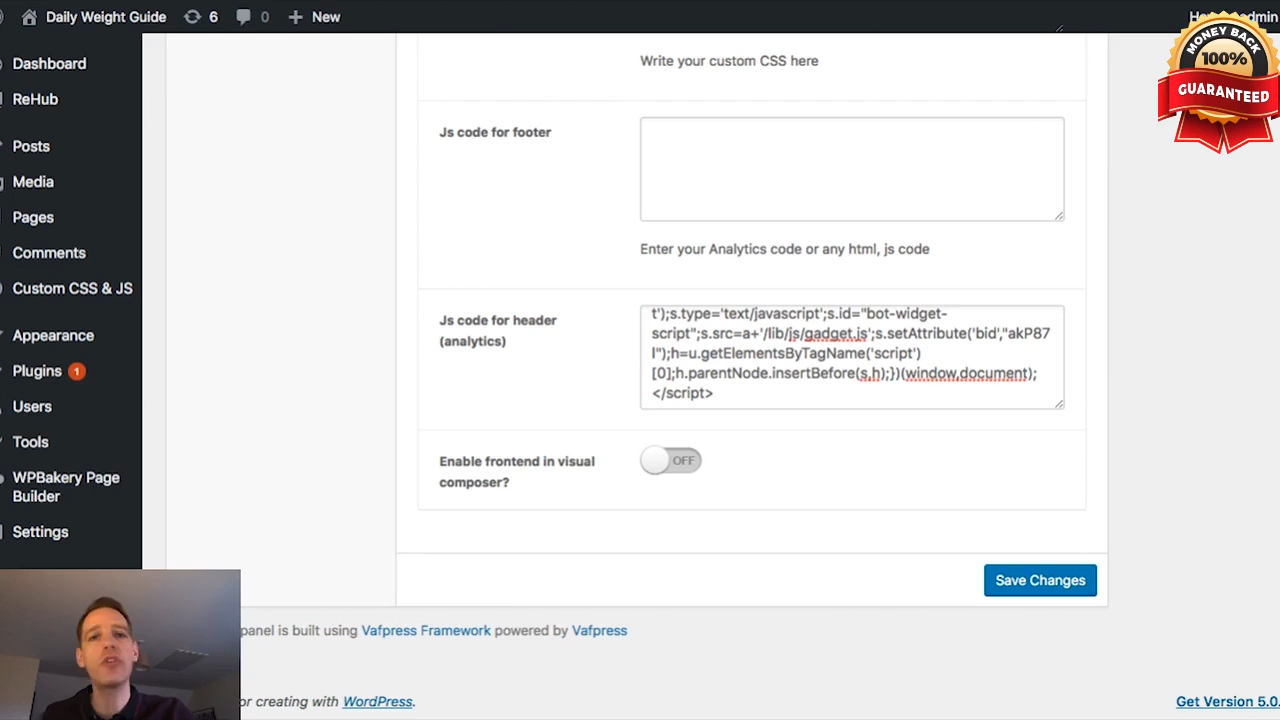 Daily Weight Guide 6 0 New
admin
MONEY BACK
100%
GUARANTEED
Dashboard
ReHub
Posts
Media
Pages
Comments
Custom CSS & JS
Appearance
Plugins 1
Users
Tools
WPBakery Page
Builder
Settings
Write your custom CSS here
Js code for footer
Enter your Analytics code or any html, js code
Js code for header
(analytics)
t');s.type='text/javascript';s.id="bot-widget-
script";s.src=a+'/lib/js/gadget.js';s.setAttribute('bid',"akP87
l");h=u.getElementsByTagName('script')
[0];h.parentNode.insertBefore(s,h);})(window,document);
</script>
Enable frontend in visual
composer?
OFF
Save Changes
panel is built using Vafpress Framework powered by Vafpress
or creating with WordPress.
Get Version 5.0.